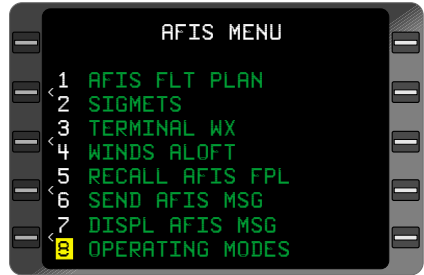 AFIS MENU
1 AFIS FLT PLAN
2 SIGMETS
3 TERMINAL WX
4 WINDS ALOFT
5 RECALL AFIS FPL
6 SEND AFIS MSG
7 DISPL AFIS MSG
8 OPERATING MODES